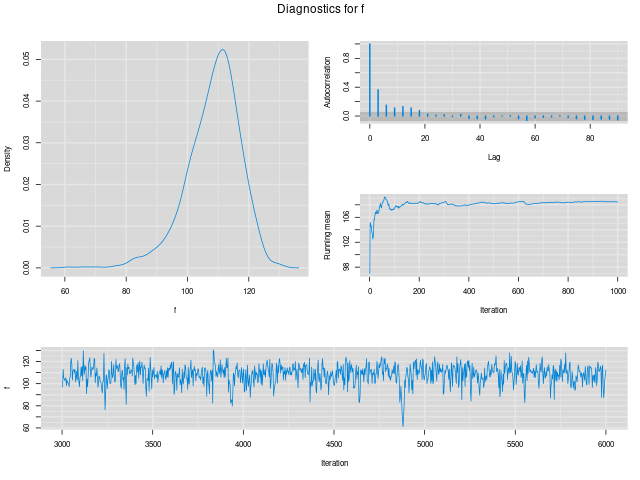 Diagnostics for f
Density
0.00 0.01 0.02 0.03 0.04 0.05
60 80 100 120
f
Autocorrelation
0.0 0.4 0.8
0 20 40 60 80
Lag
Running mean
98 102 106
0 200 400 600 800 1000
Iteration
f
60 80 100 120
3000 3500 4000 4500 5000 5500 6000
Iteration